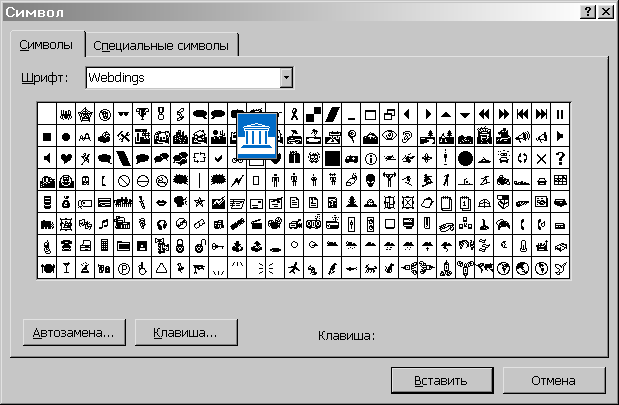 Символ
Символы Специальные символы
Шрифт: Webdings
Автозамена... Клавиша... Клавиша:
Вставить Отмена